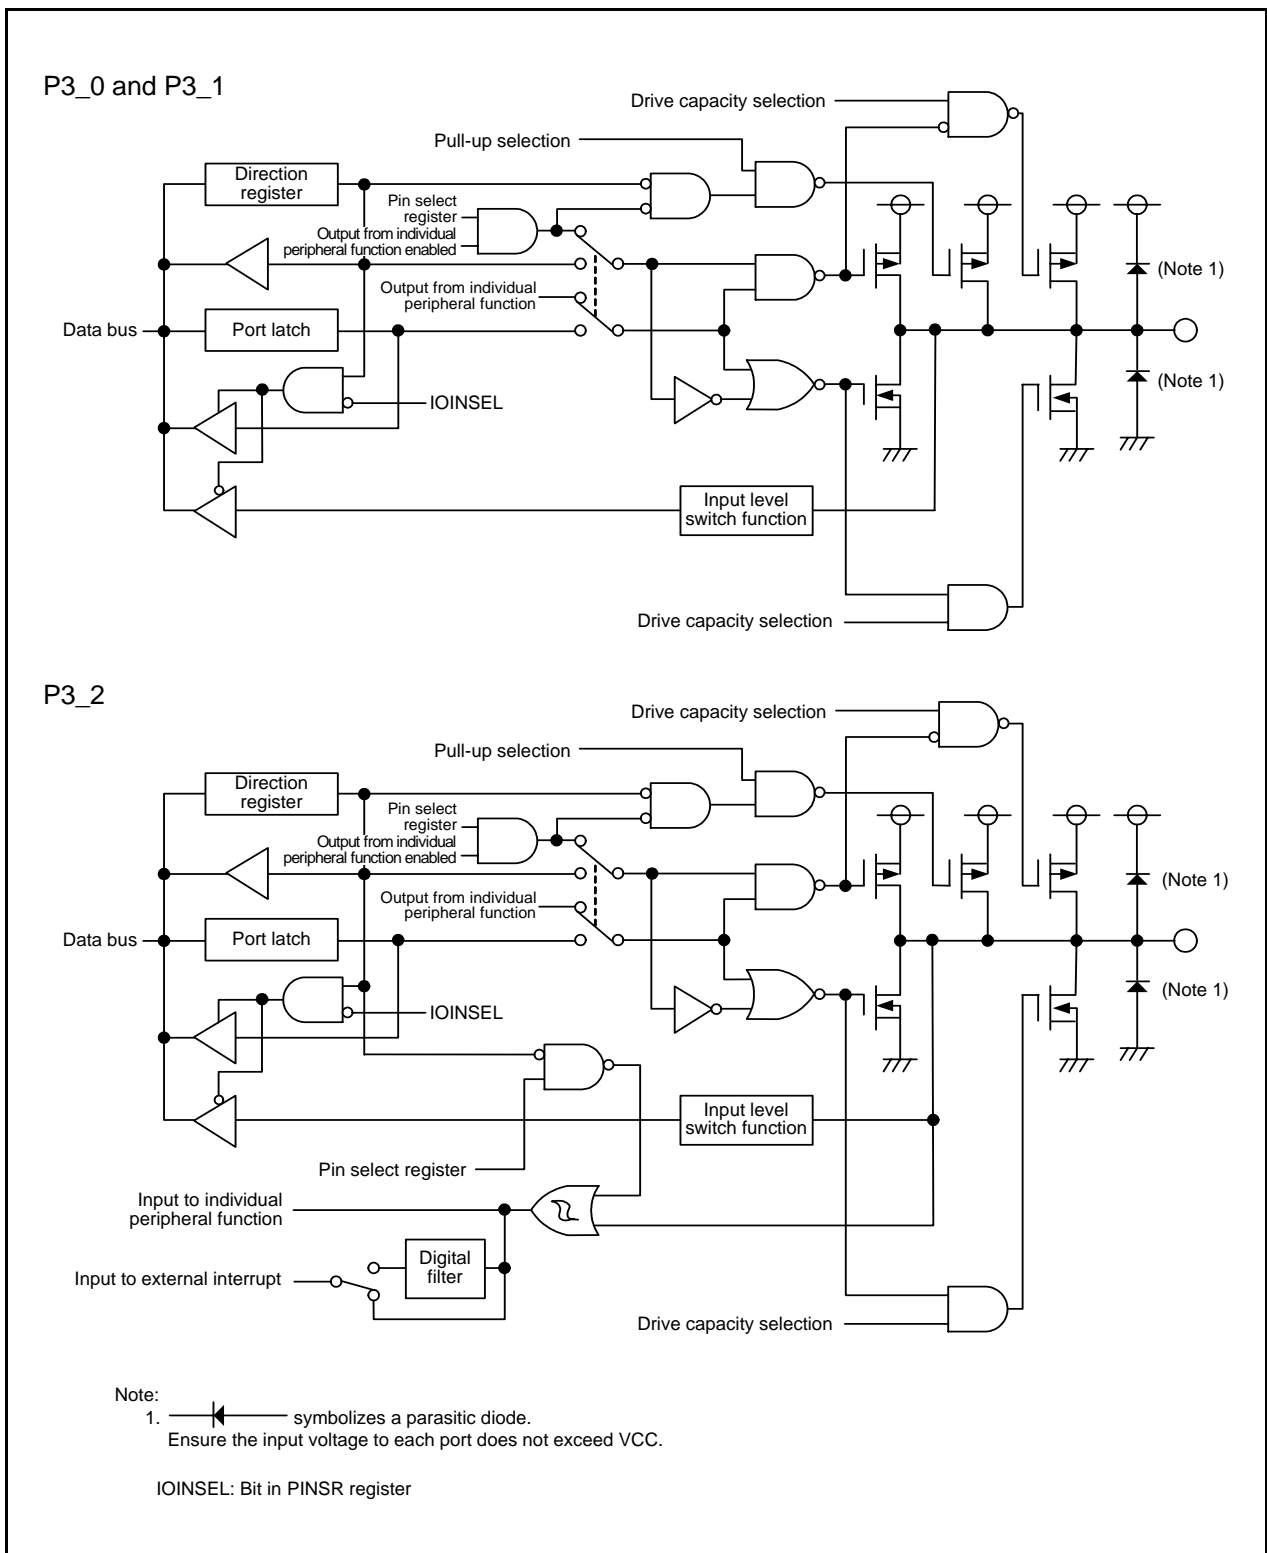 P3_0 and P3_1
Drive capacity selection
Pull-up selection
Direction
register
Pin select
register
Output from individual
peripheral function enabled
(Note 1)
Output from individual
peripheral function
Data bus
Port latch
(Note 1)
IOINSEL
Input level
switch function
Drive capacity selection
P3_2
Drive capacity selection
Pull-up selection
Direction
register
Pin select
register
Output from individual
peripheral function enabled
(Note 1)
Output from individual
peripheral function
Data bus
Port latch
(Note 1)
IOINSEL
Input level
switch function
Pin select register
Input to individual
peripheral function
Digital
filter
Input to external interrupt
Drive capacity selection
Note:
1. symbolizes a parasitic diode.
Ensure the input voltage to each port does not exceed VCC.
IOINSEL: Bit in PINSR register